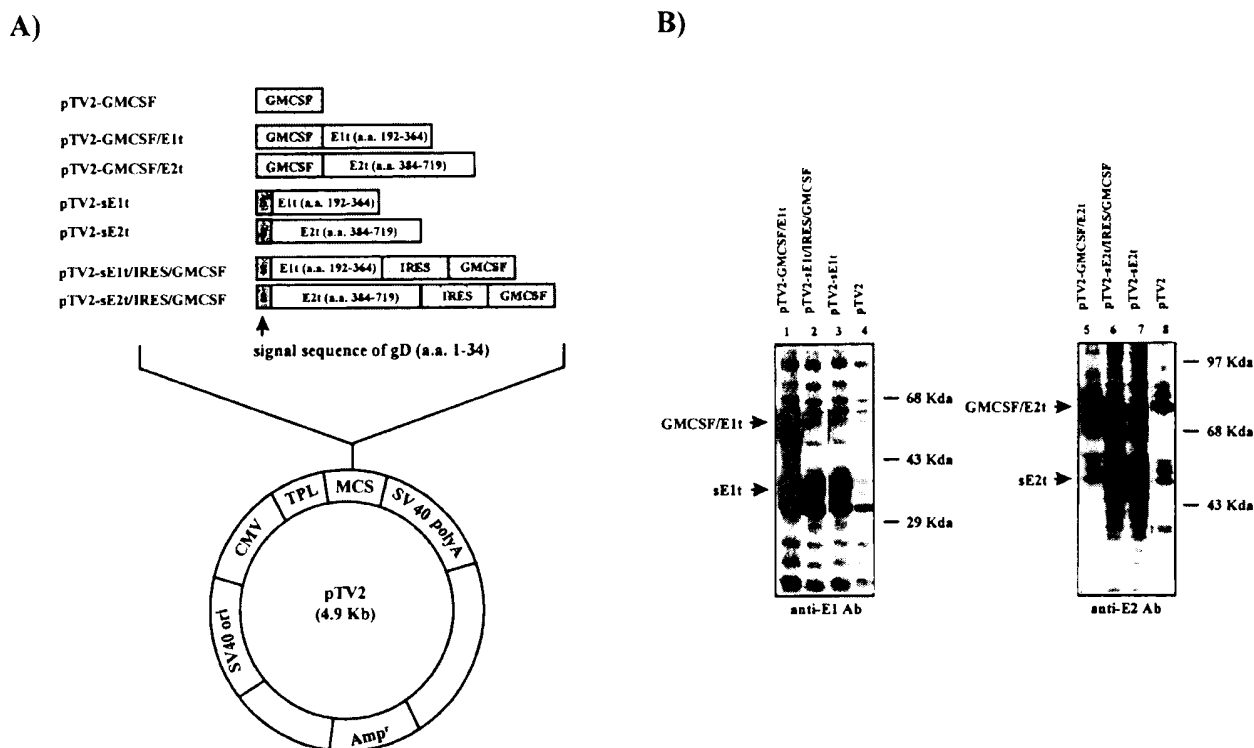 A)
pTV2-GMCSF
GMCSF
pTV2-GMCSF/E1t
GMCSF E1t (a.a. 192-364)
pTV2-GMCSF/E2t
GMCSF E2t (a.a. 384-719)
pTV2-sE1t
E1t (a.a. 192-364)
pTV2-sE2t
E2t (a.a. 384-719)
pTV2-sE1t/IRES/GMCSF
E1t (a.a. 192-364) IRES GMCSF
pTV2-sE2t/IRES/GMCSF
E2t (a.a. 384-719) IRES GMCSF
signal sequence of gD (a.a. 1-34)
SV40 ori
CMV
TPL
MCS
SV 40 polyA
Ampr
pTV2
(4.9 Kb)
B)
pTV2-GMCSF/E1t
pTV2-sE1t/IRES/GMCSF
pTV2-sE1t
pTV2
1 2 3 4
GMCSF/E1t
sE1t
68 Kda
43 Kda
29 Kda
anti-E1 Ab
pTV2-GMCSF/E2t
pTV2-sE2t/IRES/GMCSF
pTV2-sE2t
pTV2
5 6 7 8
GMCSF/E2t
sE2t
97 Kda
68 Kda
43 Kda
anti-E2 Ab